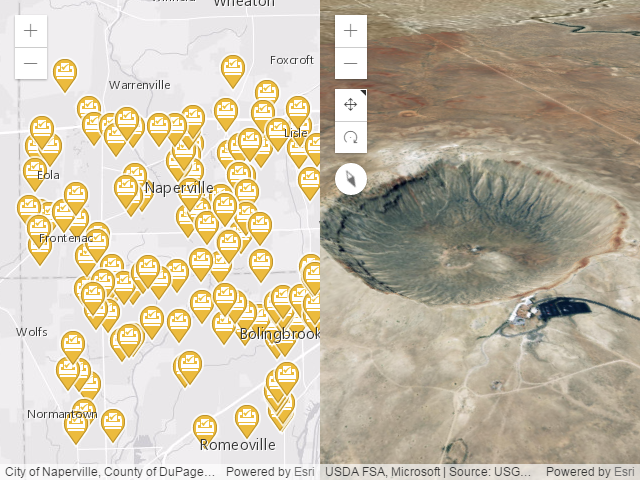 Wheaton
Foxcroft
Warrenville
Lisle
Eola
Naperville
Frontenac
Wolfs
Bolingbrook
Normantown
Romeoville
City of Naperville, County of DuPage... Powered by Esri
USDA FSA, Microsoft | Source: USG... Powered by Esri